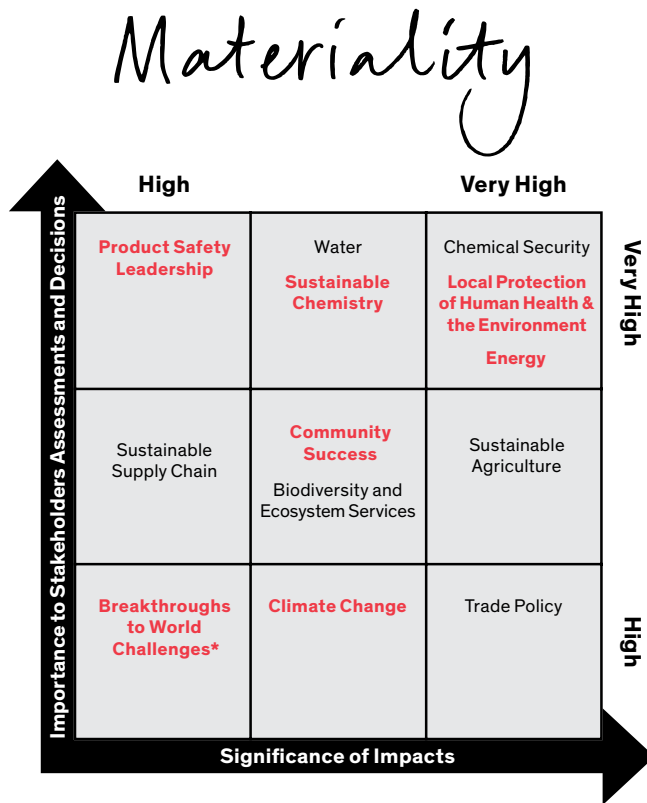 Materiality
High
Very High
Importance to Stakeholders Assessments and Decisions
Product Safety
Leadership
Water
Sustainable
Chemistry
Chemical Security
Local Protection
of Human Health &
the Environment
Energy
Very High
Sustainable
Supply Chain
Community
Success
Biodiversity and
Ecosystem Services
Sustainable
Agriculture
Breakthroughs
to World
Challenges*
Climate Change
Trade Policy
High
Significance of Impacts